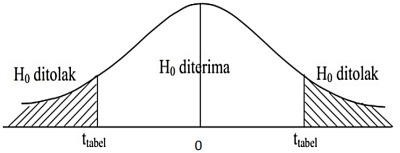 H₀ ditolak
H₀ diterima
H₀ ditolak
tₜₐbₑₗ
0
tₜₐbₑₗ